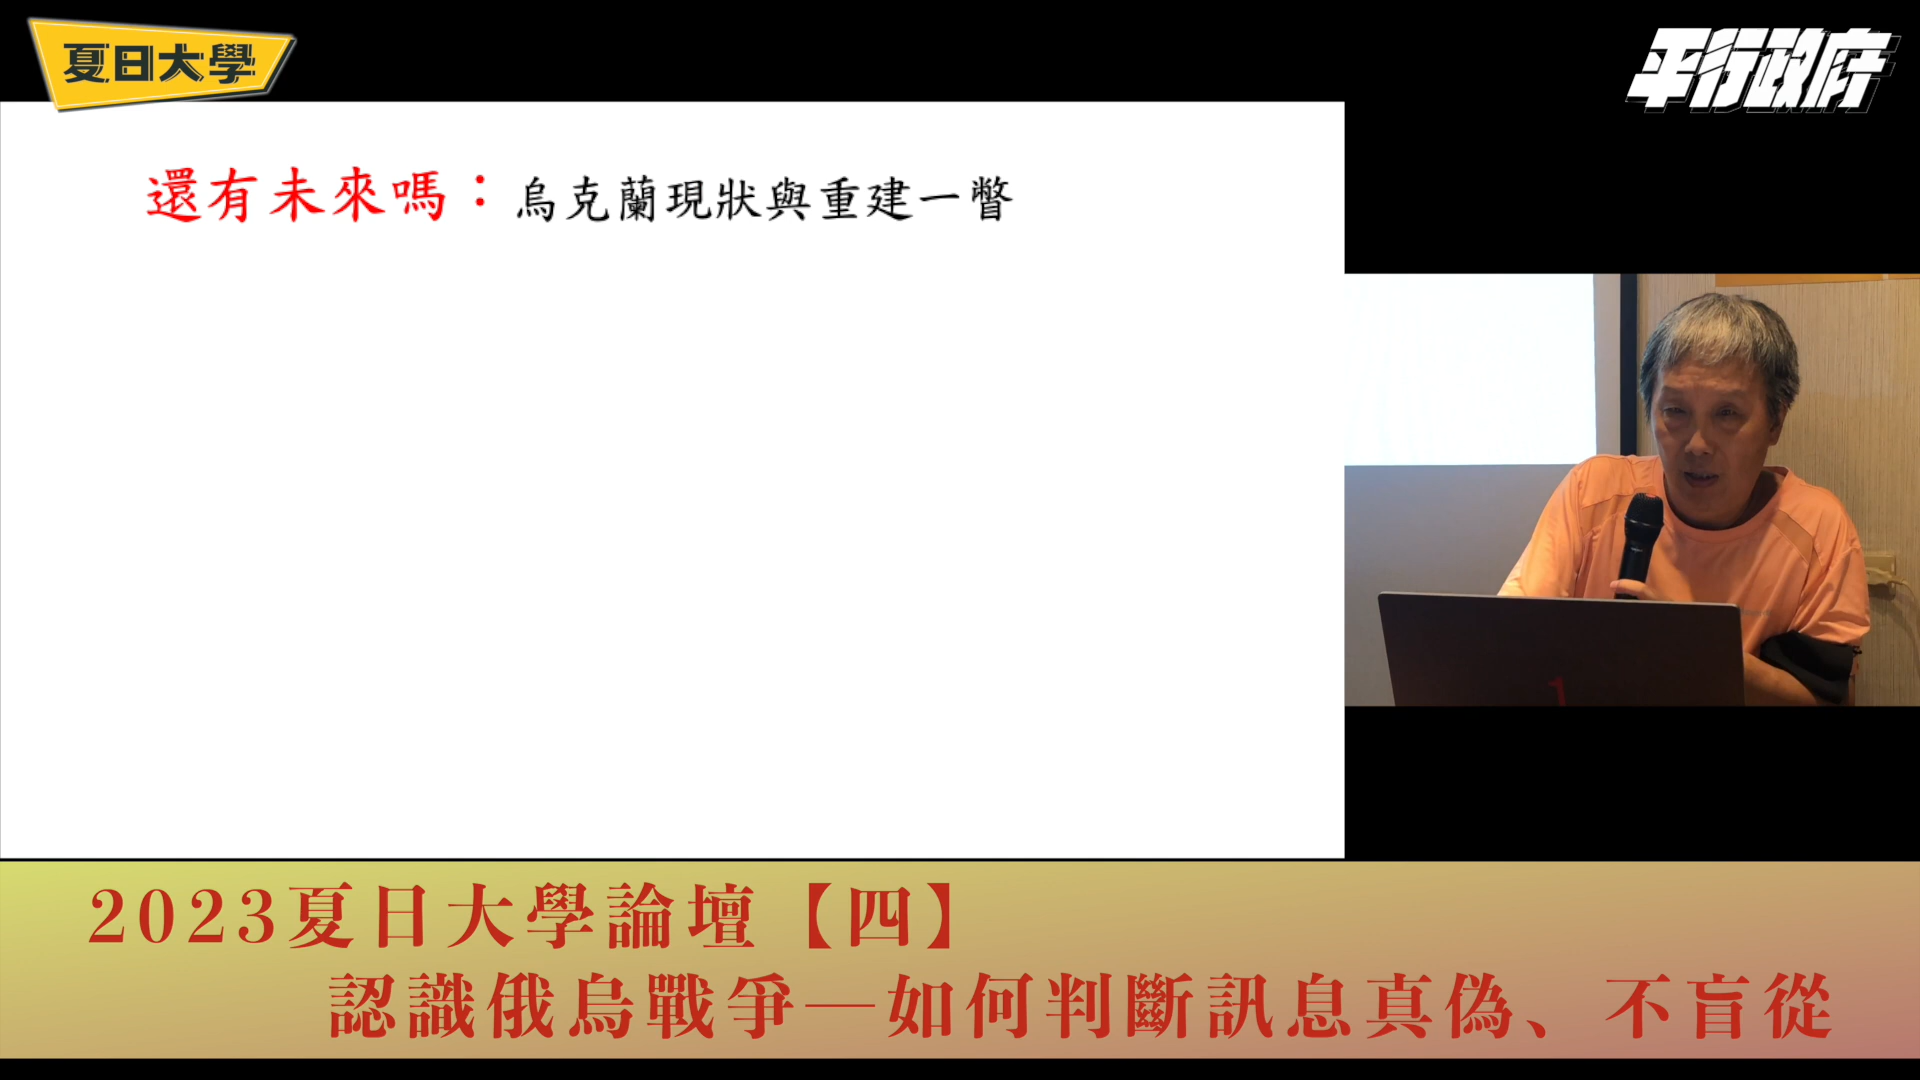 夏日大學
平行政府
還有未來嗎：烏克蘭現狀與重建一瞥
2023夏日大學論壇【四】
認識俄烏戰爭—如何判斷訊息真偽、不盲從